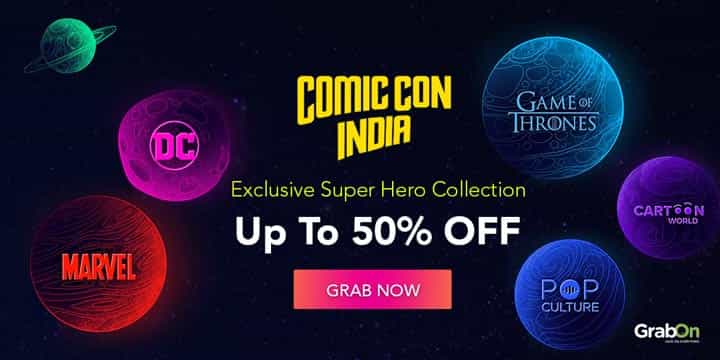 COMIC CON
INDIA
Exclusive Super Hero Collection
Up To 50% OFF
GRAB NOW
DC
MARVEL
GAME OF
THRONES
CARTOON
WORLD
POP
CULTURE
GrabOn